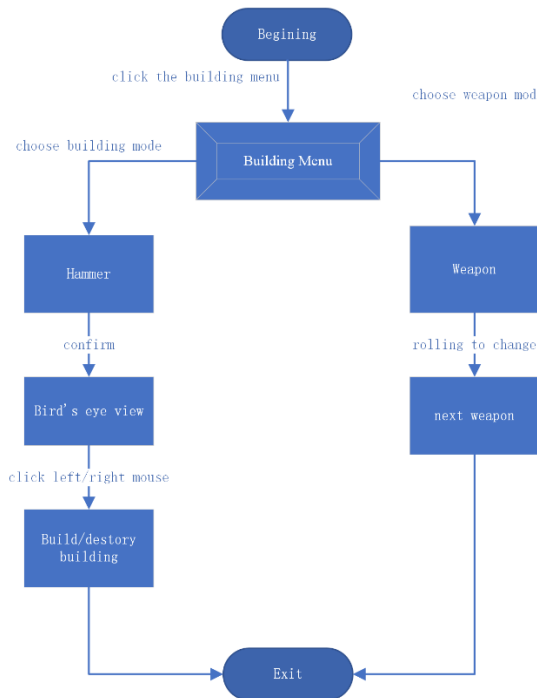 Begining
click the building menu
choose weapon mod
choose building mode
Building Menu
Hammer
Weapon
confirm
rolling to change
Bird's eye view
next weapon
click left/right mouse
Build/destory
building
Exit